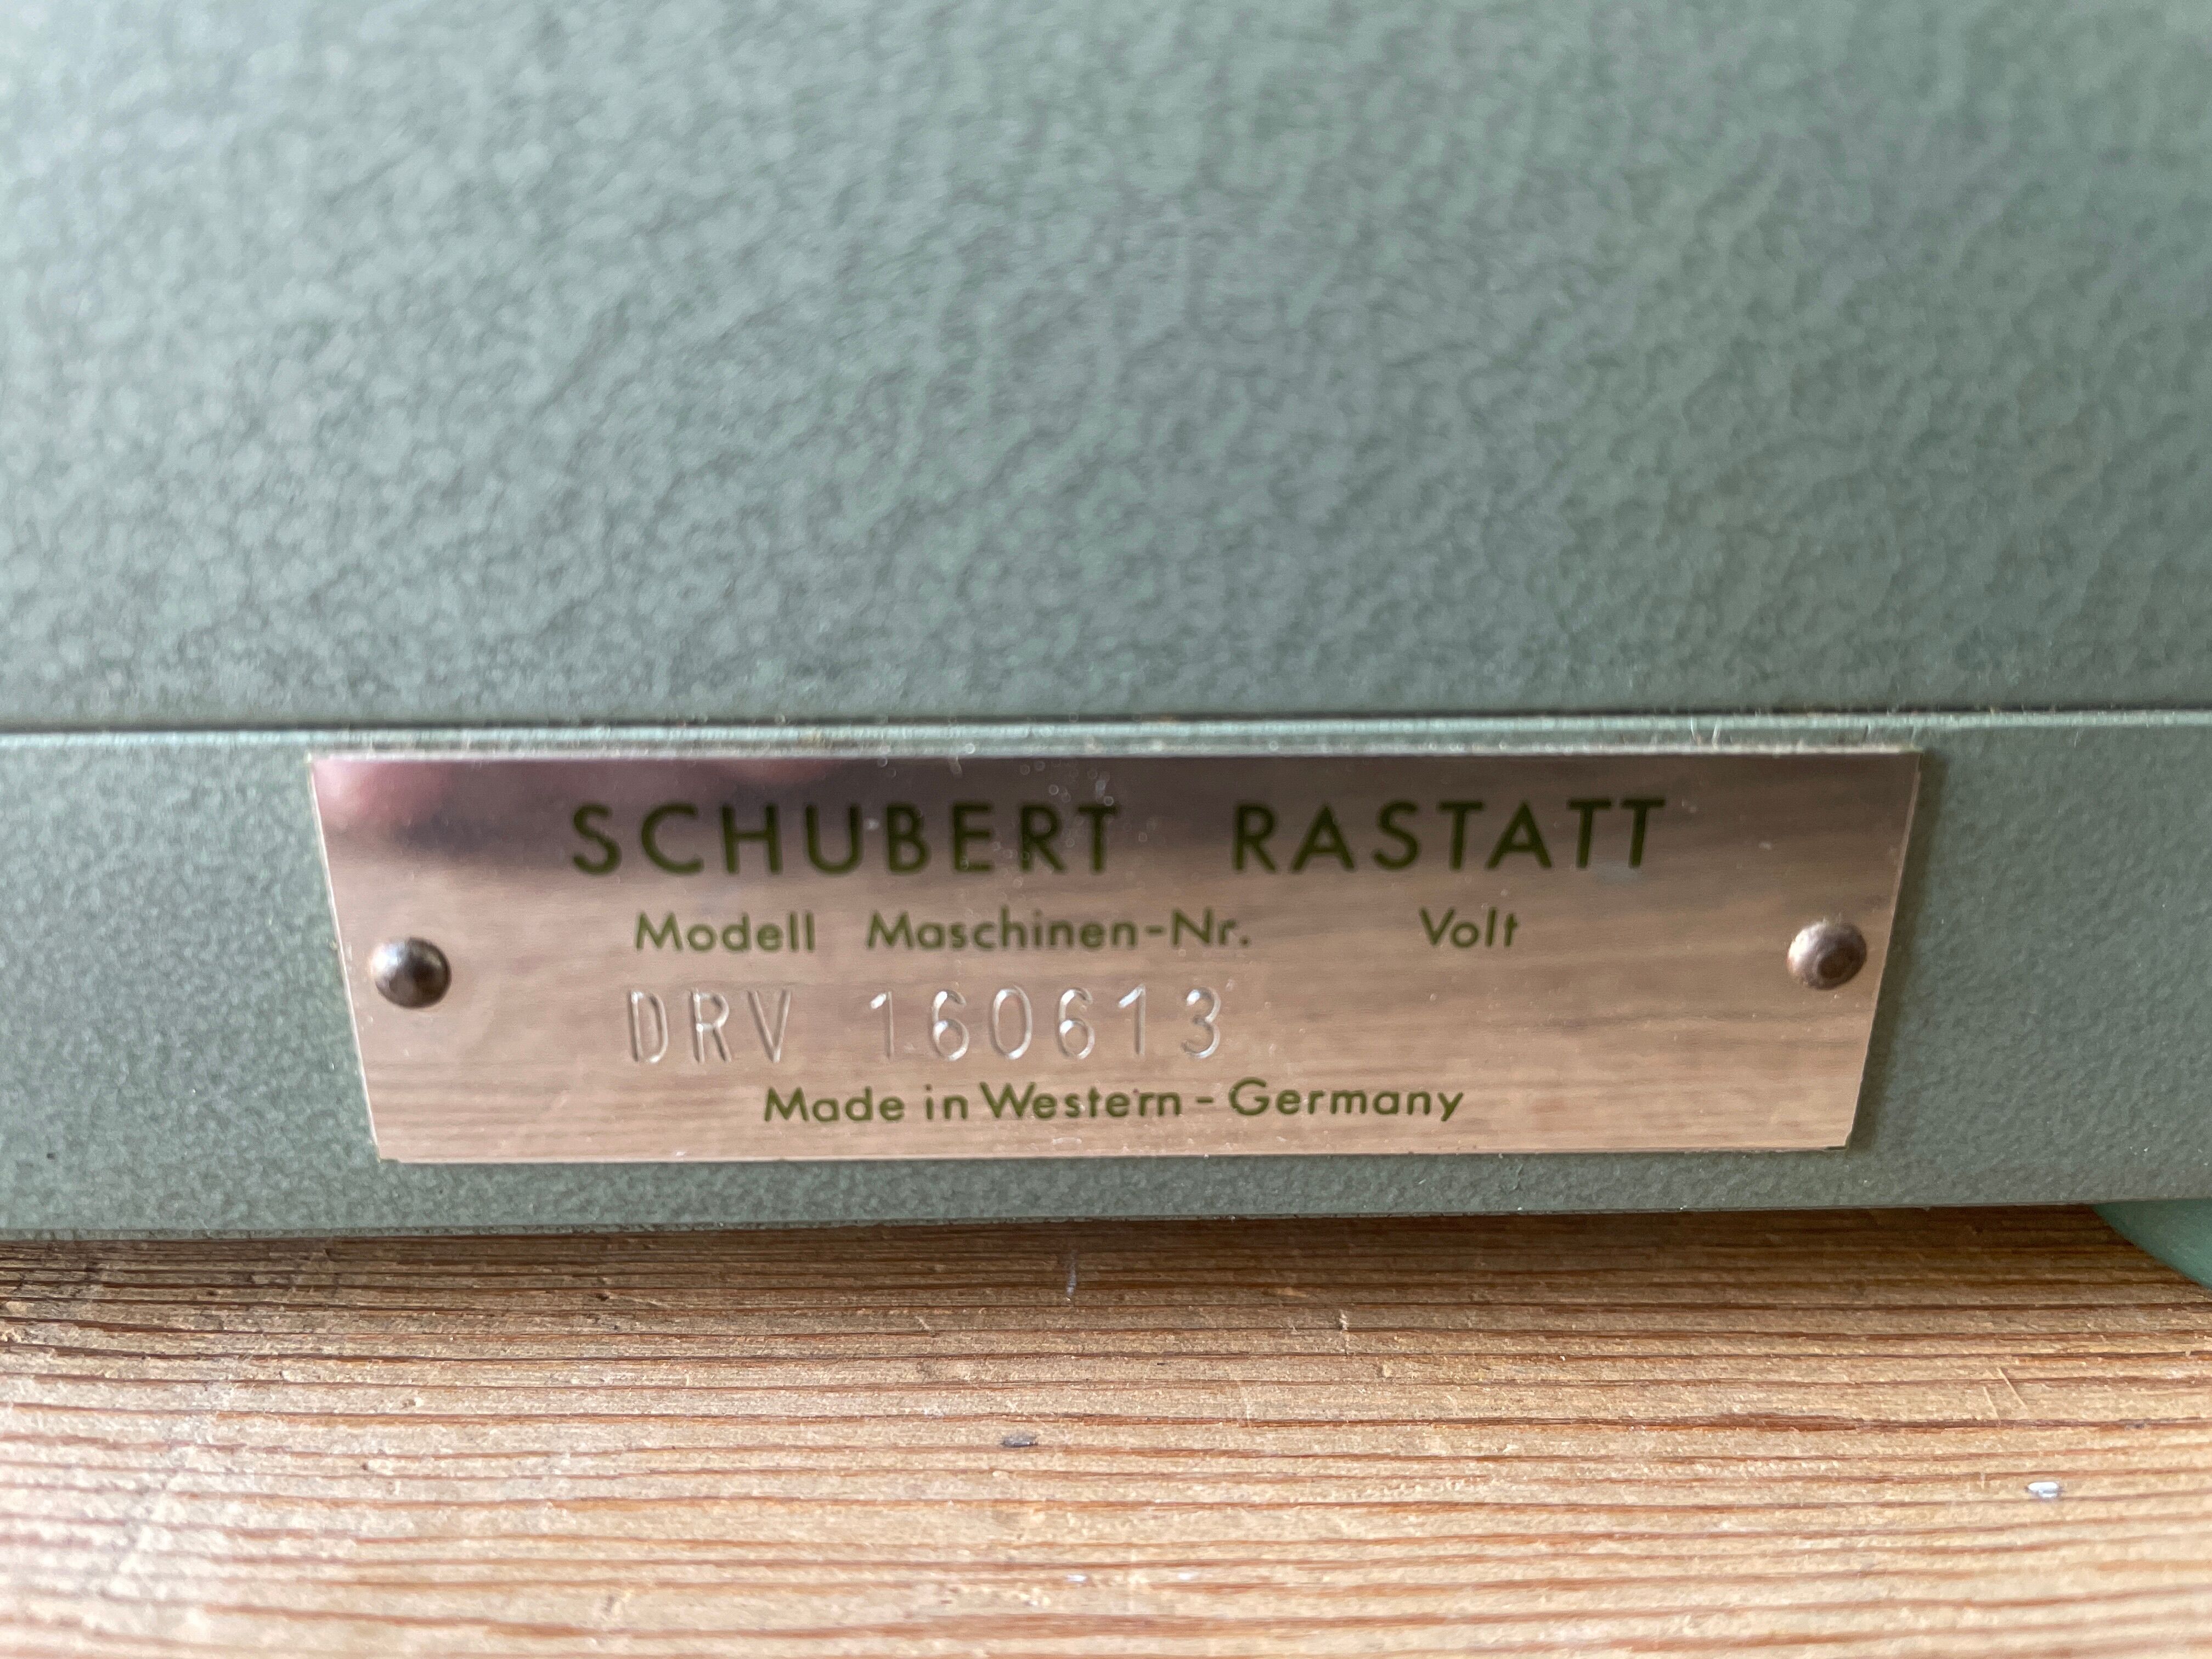 SCHUBERT RASTATT
Modell Maschinen-Nr. Volt
DRV 160613
Made in Western-Germany